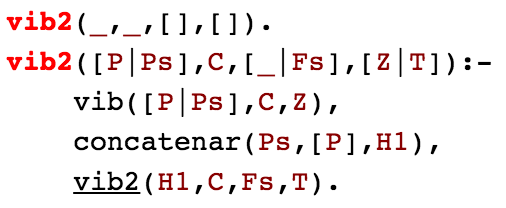 vib2(_,_,[],[]).
vib2([P|Ps],C,[_|Fs],[Z|T]):-
vib([P|Ps],C,Z),
concatenar(Ps,[P],H1),
vib2(H1,C,Fs,T).